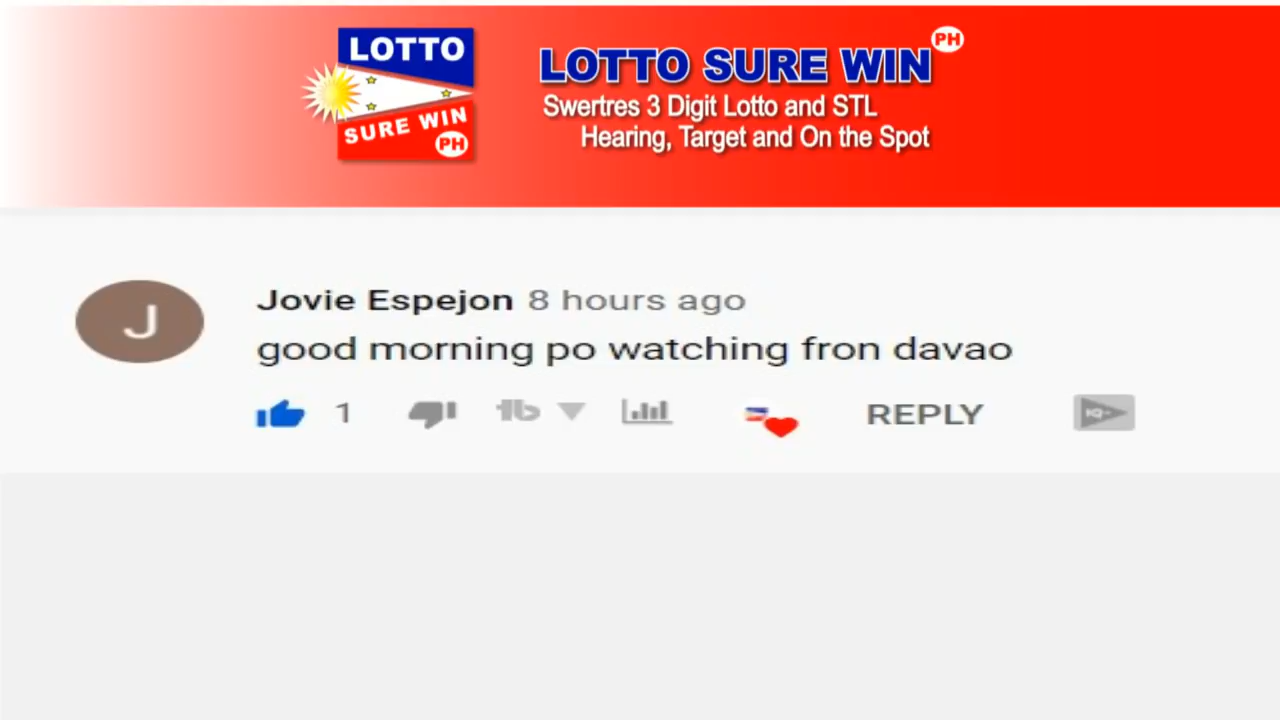 LOTTO
SURE WIN
PH
LOTTO SURE WIN PH
Swertres 3 Digit Lotto and STL
Hearing, Target and On the Spot
J
Jovie Espejon 8 hours ago
good morning po watching fron davao
1
REPLY